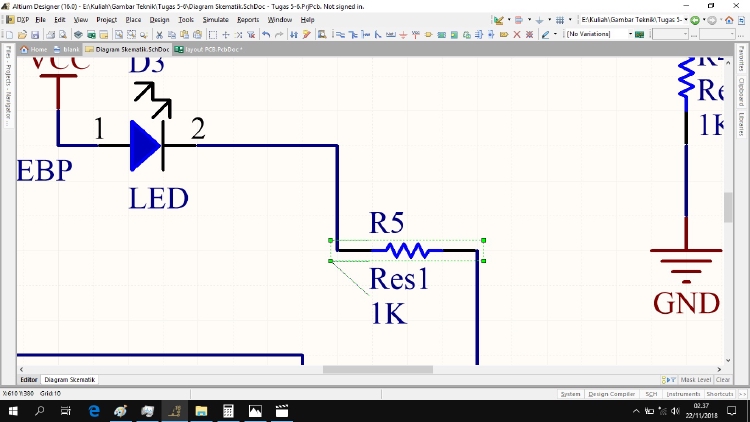 Altium Designer (16.0) - E:\Kuliah\Gambar Teknik\Tugas 5-6\Diagram Skematik.SchDoc - Tugas 5-6.PrjPcb. Not signed in.
DXP File Edit View Project Place Design Tools Simulate Reports Window Help
E:\Kuliah\Gambar Teknik\Tugas 5-
[No Variations]
Home blank Diagram Skematik.SchDoc layout PCB.PcbDoc *
Files Projects
Favorites Clipboard Libraries
VCC
D3
1
2
EBP
LED
R5
Res1
1K
Re
1K
GND
Editor Diagram Skematik
Mask Level Clear
X:610 Y:380 Grid:10
System Design Compiler SCH Instruments Shortcuts >>
02.37
22/11/2018